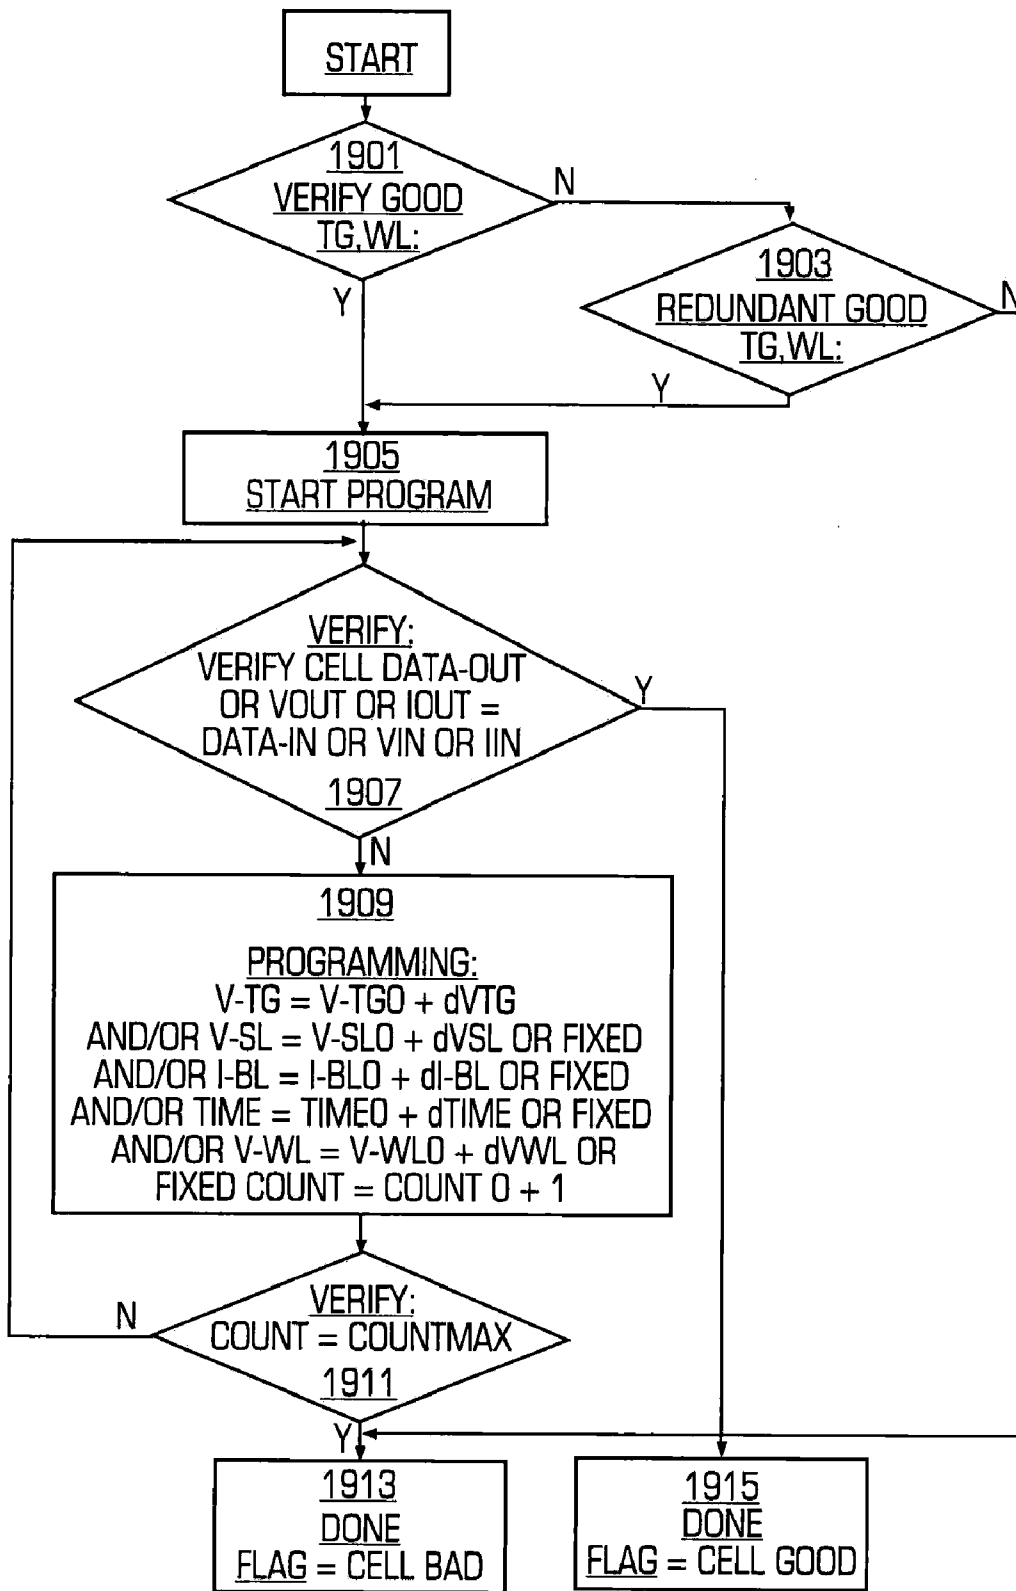 START
1901
VERIFY GOOD
TG,WL:
N
Y
1903
REDUNDANT GOOD
TG,WL:
N
Y
1905
START PROGRAM
VERIFY:
VERIFY CELL DATA-OUT
OR VOUT OR IOUT =
DATA-IN OR VIN OR IIN
1907
Y
N
1909
PROGRAMMING:
V-TG = V-TG0 + dVTG
AND/OR V-SL = V-SL0 + dVSL OR FIXED
AND/OR I-BL = I-BL0 + dI-BL OR FIXED
AND/OR TIME = TIME0 + dTIME OR FIXED
AND/OR V-WL = V-WL0 + dVWL OR
FIXED COUNT = COUNT 0 + 1
VERIFY:
COUNT = COUNTMAX
1911
N
Y
1913
DONE
FLAG = CELL BAD
1915
DONE
FLAG = CELL GOOD